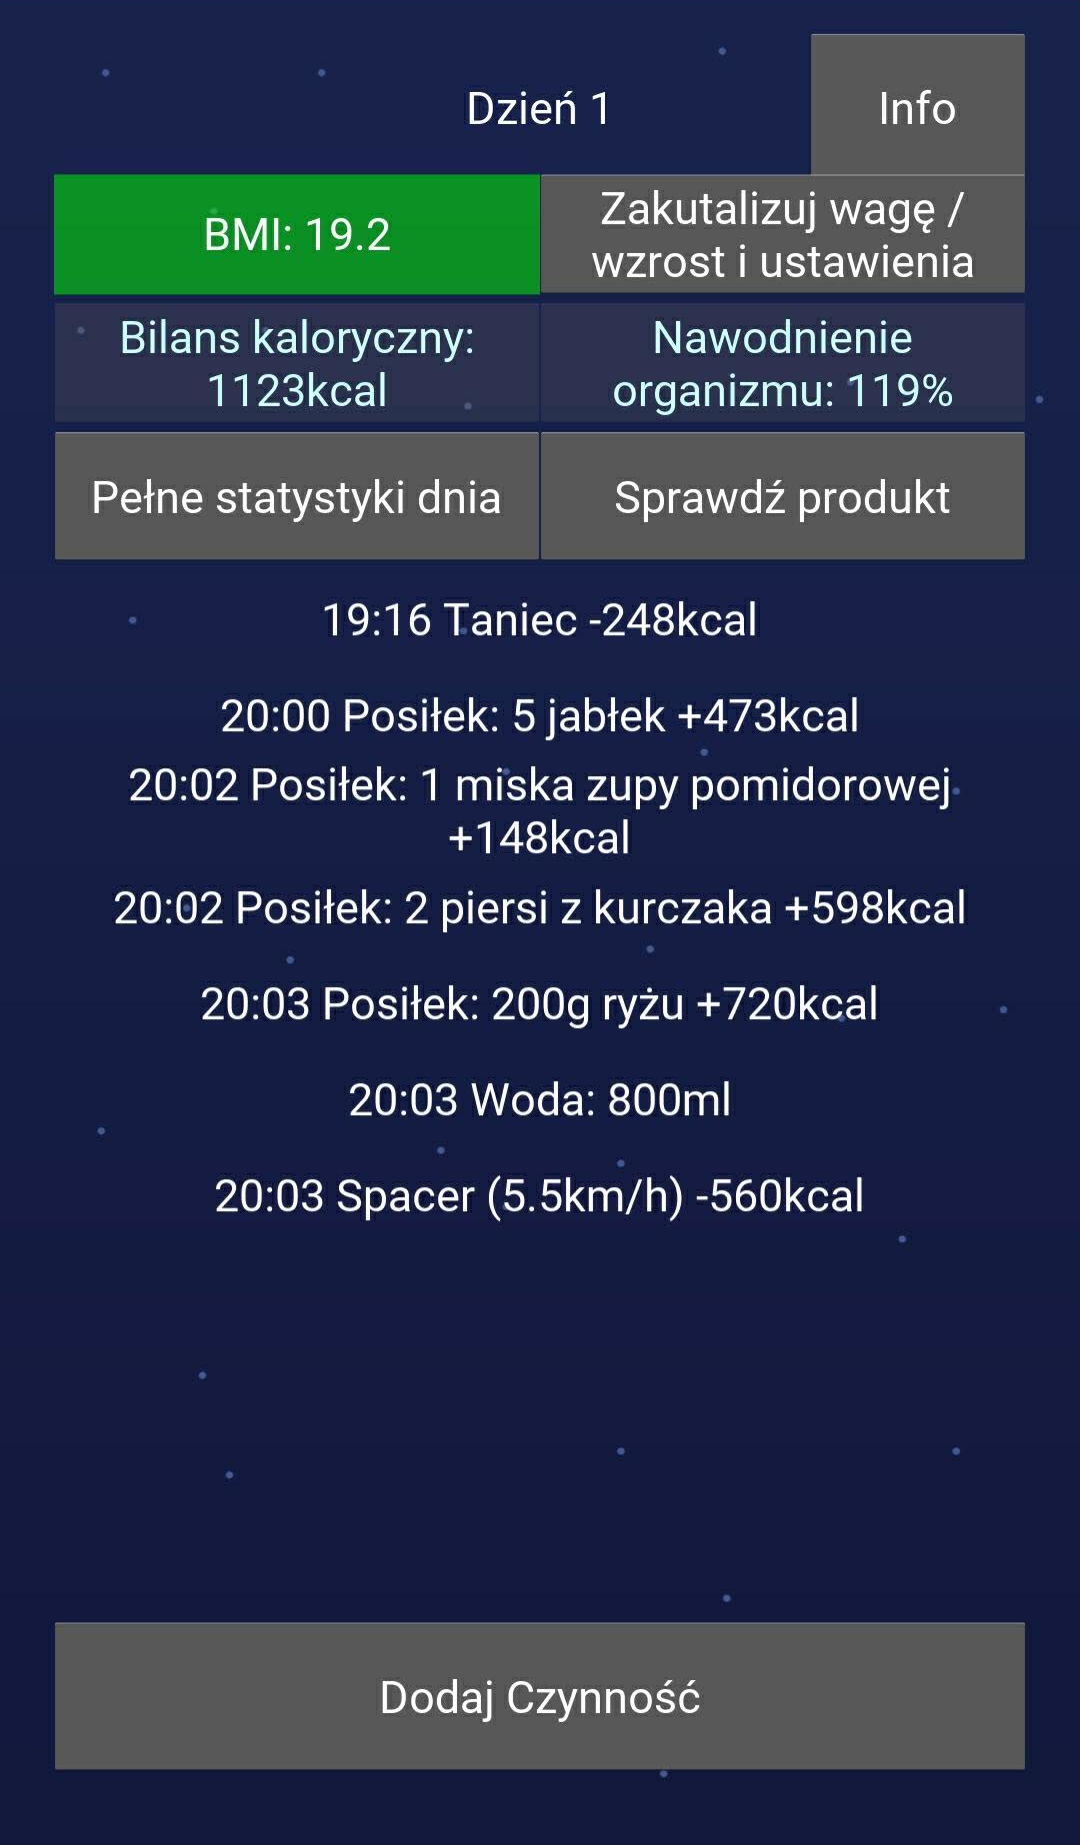 Dzień 1
Info
BMI: 19.2
Zakutalizuj wagę /
wzrost i ustawienia
Bilans kaloryczny:
1123kcal
Nawodnienie
organizmu: 119%
Pełne statystyki dnia
Sprawdź produkt
19:16 Taniec -248kcal
20:00 Posiłek: 5 jabłek +473kcal
20:02 Posiłek: 1 miska zupy pomidorowej
+148kcal
20:02 Posiłek: 2 piersi z kurczaka +598kcal
20:03 Posiłek: 200g ryżu +720kcal
20:03 Woda: 800ml
20:03 Spacer (5.5km/h) -560kcal
Dodaj Czynność